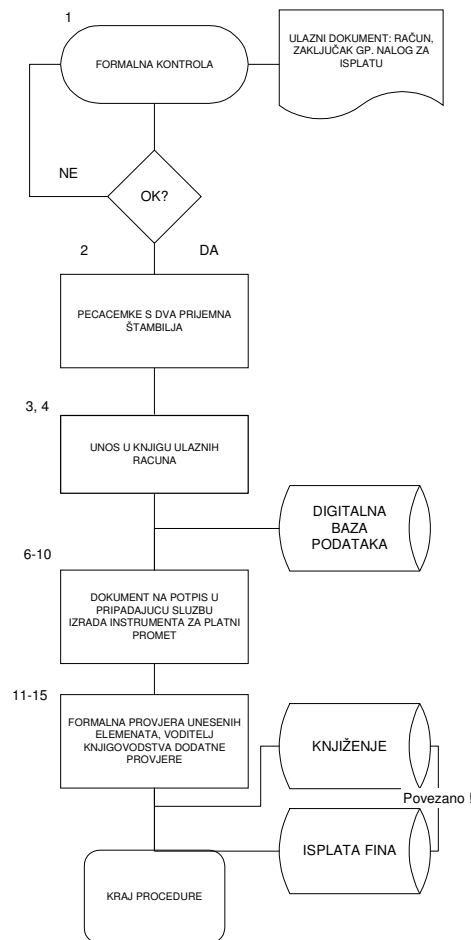 1
FORMALNA KONTROLA
ULAZNI DOKUMENT: RAČUN,
ZAKLJUČAK GP. NALOG ZA
ISPLATU
NE
OK?
2
DA
PECACEMKE S DVA PRIJEMNA
ŠTAMBILJA
3, 4
UNOS U KNJIGU ULAZNIH
RACUNA
DIGITALNA
BAZA
PODATAKA
6-10
DOKUMENT NA POTPIS U
PRIPADAJUCU SLUZBU
IZRADA INSTRUMENTA ZA PLATNI
PROMET
11-15
FORMALNA PROVJERA UNESENIH
ELEMENATA, VODITELJ
KNJIGOVODSTVA DODATNE
PROVJERE
KNJIŽENJE
Povezano !
ISPLATA FINA
KRAJ PROCEDURE